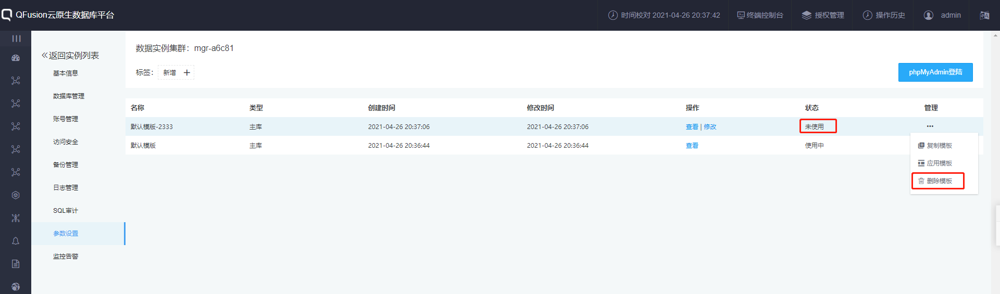 QFusion云原生数据库平台
时间校对 2021-04-26 20:37:42
终端控制台
授权管理
操作历史
admin
返回实例列表
基本信息
数据库管理
账号管理
访问安全
备份管理
日志管理
SQL审计
参数设置
监控告警
数据实例集群：mgr-a6c81
标签： 新增 +
phpMyAdmin登陆
名称 类型 创建时间 修改时间 操作 状态 管理
默认模版-2333 主库 2021-04-26 20:37:06 2021-04-26 20:37:06 查看 | 修改 未使用 •••
默认模版 主库 2021-04-26 20:36:44 2021-04-26 20:36:44 查看 使用中
复制模板
应用模板
删除模板